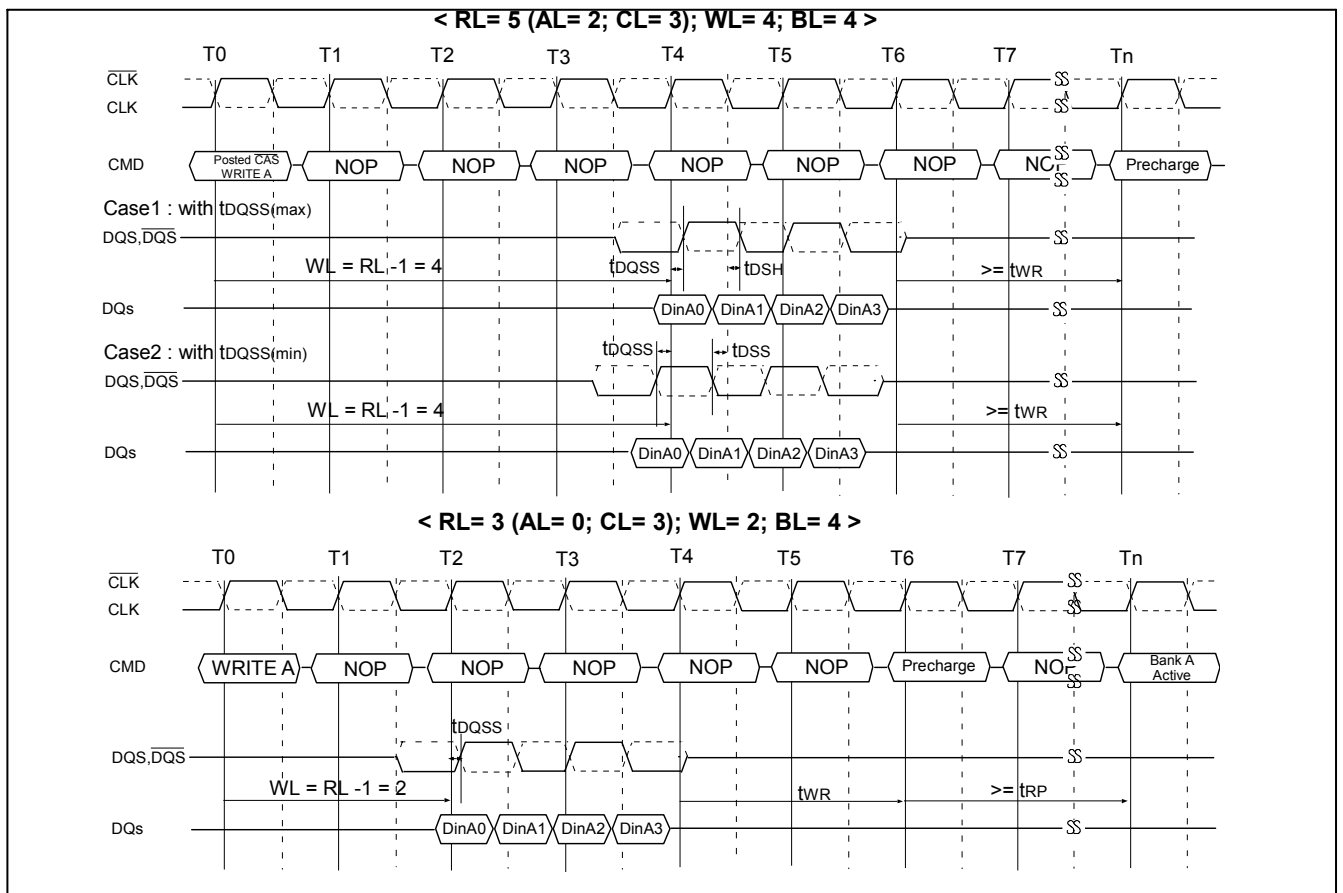 < RL= 5 (AL= 2; CL= 3); WL= 4; BL= 4 >
T0 T1 T2 T3 T4 T5 T6 T7 Tn
CLK
CLK
CMD Posted CAS NOP NOP NOP NOP NOP NOP NOP Precharge
WRITE A
Case1 : with tDQSS(max)
DQS,DQS
WL = RL -1 = 4 tDQSS tDSH >= tWR
DQs DinA0 DinA1 DinA2 DinA3
Case2 : with tDQSS(min) tDQSS tDSS
DQS,DQS
WL = RL -1 = 4 >= tWR
DQs DinA0 DinA1 DinA2 DinA3
< RL= 3 (AL= 0; CL= 3); WL= 2; BL= 4 >
T0 T1 T2 T3 T4 T5 T6 T7 Tn
CLK
CLK
CMD WRITE A NOP NOP NOP NOP NOP Precharge NOP Bank A
Active
tDQSS
DQS,DQS
WL = RL -1 = 2 tWR >= tRP
DQs DinA0 DinA1 DinA2 DinA3